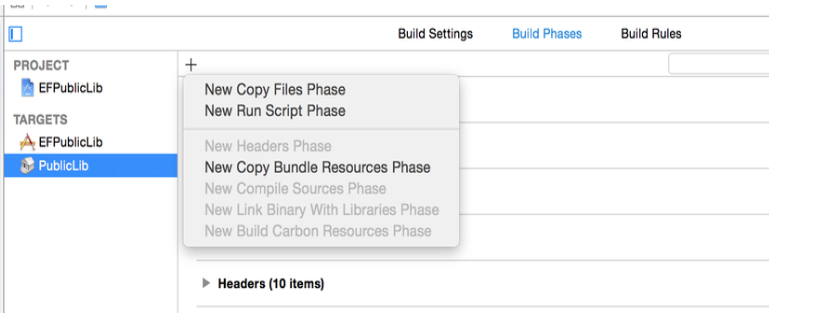 Build Settings Build Phases Build Rules
PROJECT
EFPublicLib
TARGETS
EFPublicLib
PublicLib
+
New Copy Files Phase
New Run Script Phase
New Headers Phase
New Copy Bundle Resources Phase
New Compile Sources Phase
New Link Binary With Libraries Phase
New Build Carbon Resources Phase
Headers (10 items)